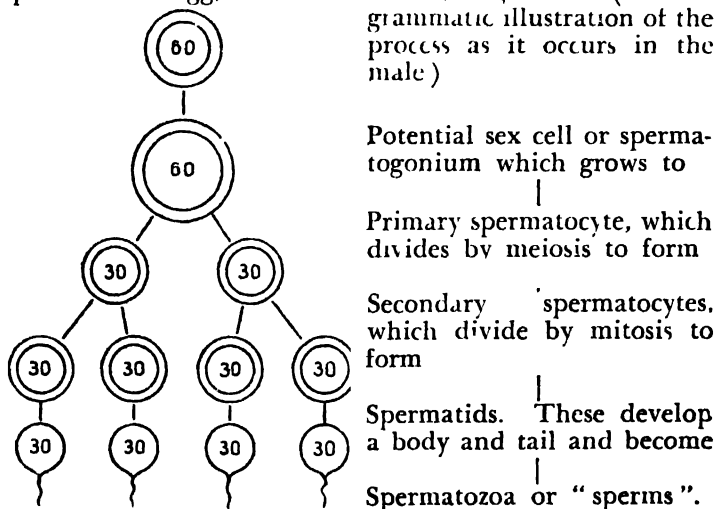 grammatic illustration of the
process as it occurs in the
male)
60
60
Potential sex cell or sperma-
togonium which grows to
Primary spermatocyte, which
divides by meiosis to form
30 30
Secondary spermatocytes,
which divide by mitosis to
form
30 30 30 30
Spermatids. These develop
a body and tail and become
30 30 30 30
Spermatozoa or "sperms".